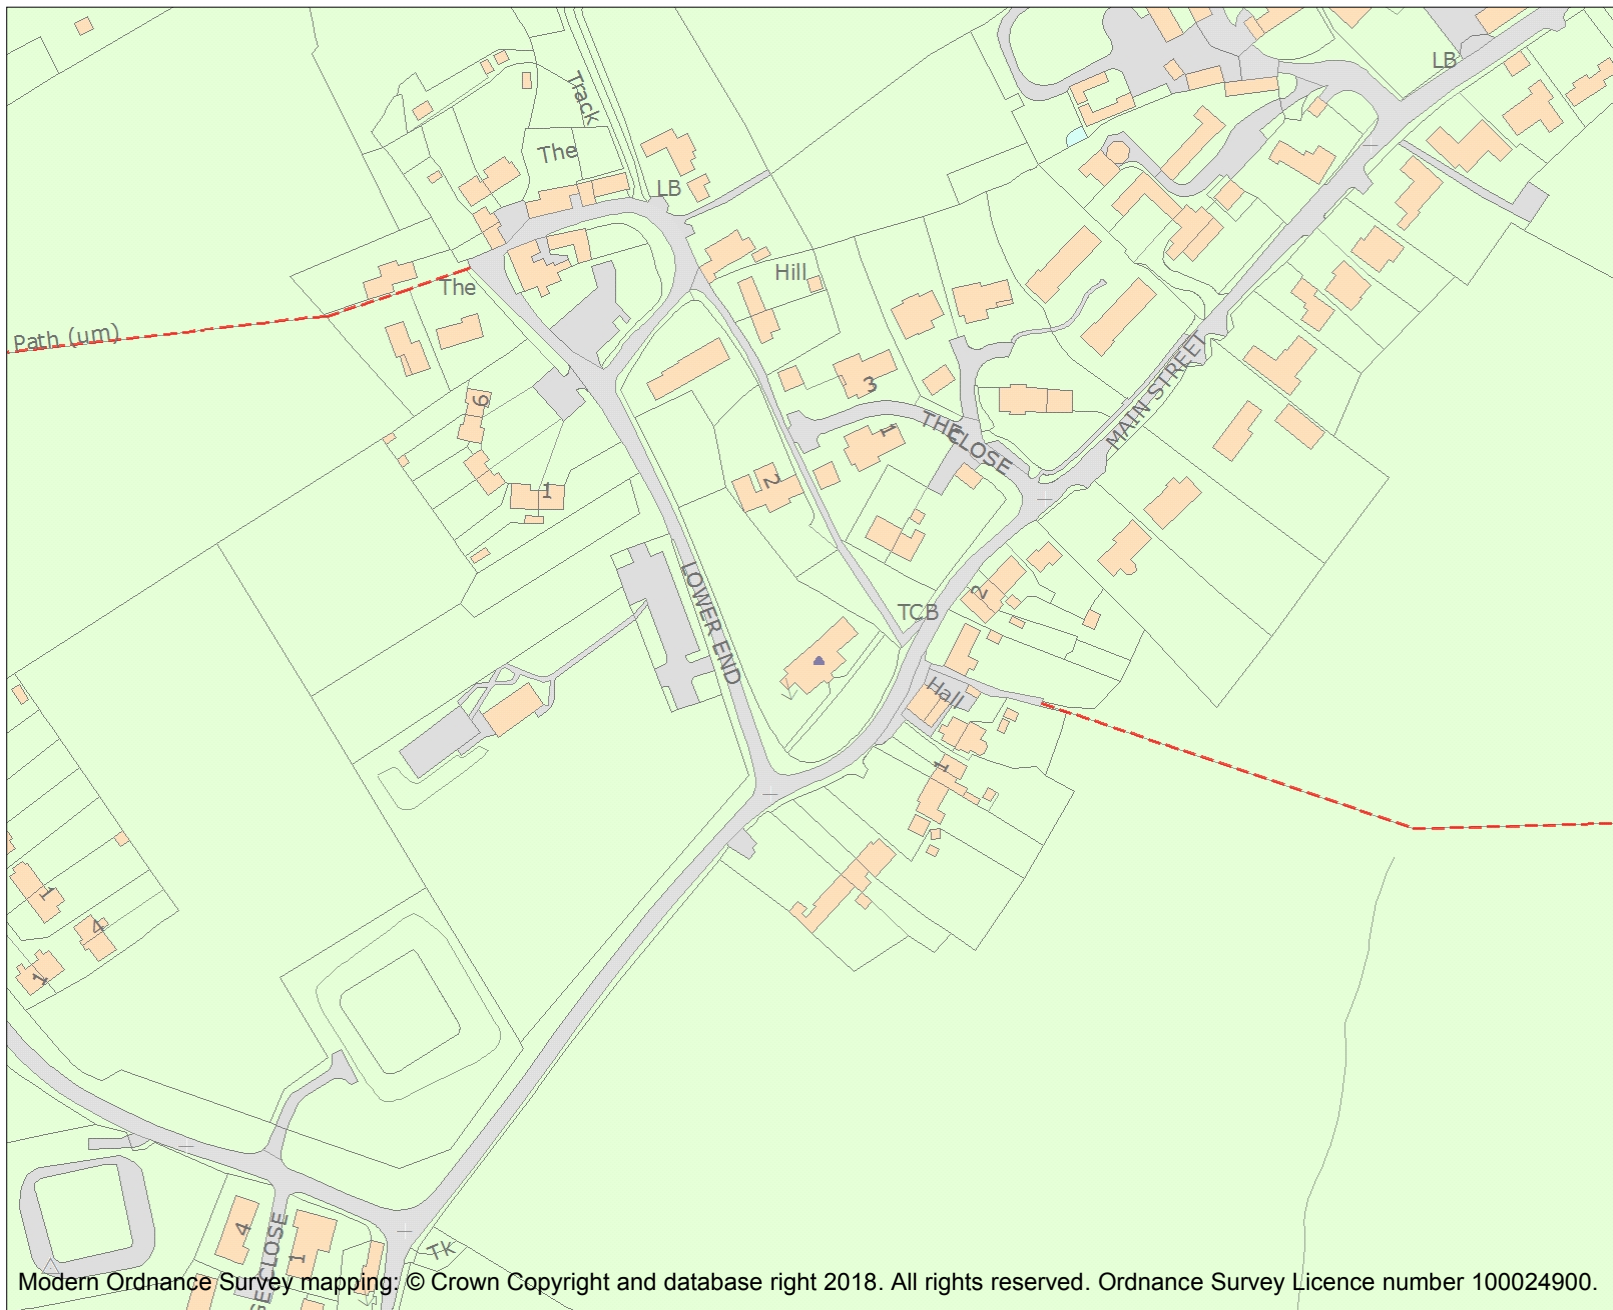 LB
Track
The
LB
Hill
The
Path (um)
3
MAIN STREET
6
1
THE
CLOSE
2
1
LOWER END
TCB
2
Hall
1
1
4
1
4
1
CLOSE
Tk
Modern Ordnance Survey mapping: © Crown Copyright and database right 2018. All rights reserved. Ordnance Survey Licence number 100024900.